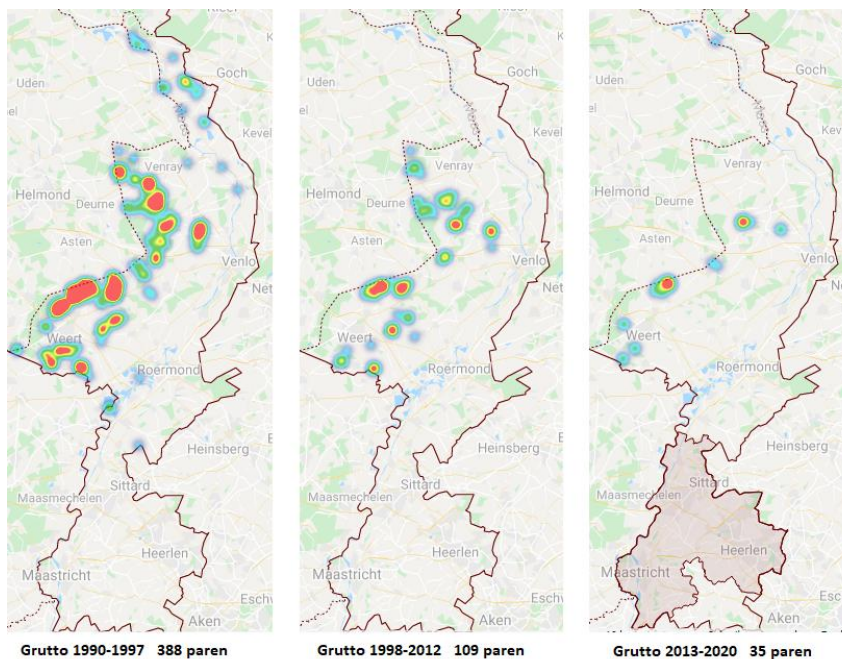 Goch
Uden
Kevel
Venray
Helmond
Deurne
Asten
Venlo
Net
Weert
Roermond
Heinsberg
Maasmechelen
Sittard
Heerlen
Maastricht
Esch
Aken
Grutto 1990-1997 388 paren
Goch
Uden
Kevel
Venray
Helmond
Deurne
Asten
Venlo
Net
Weert
Roermond
Heinsberg
Maasmechelen
Sittard
Heerlen
Maastricht
Eschv
Aken
Grutto 1998-2012 109 paren
Goch
Uden
Kevel
Venray
Helmond
Deurne
Asten
Venlo
Nett
Weert
Roermond
Heinsberg
Maasmechelen
Sittard
Heerlen
Maastricht
Eschw
Aken
Grutto 2013-2020 35 paren